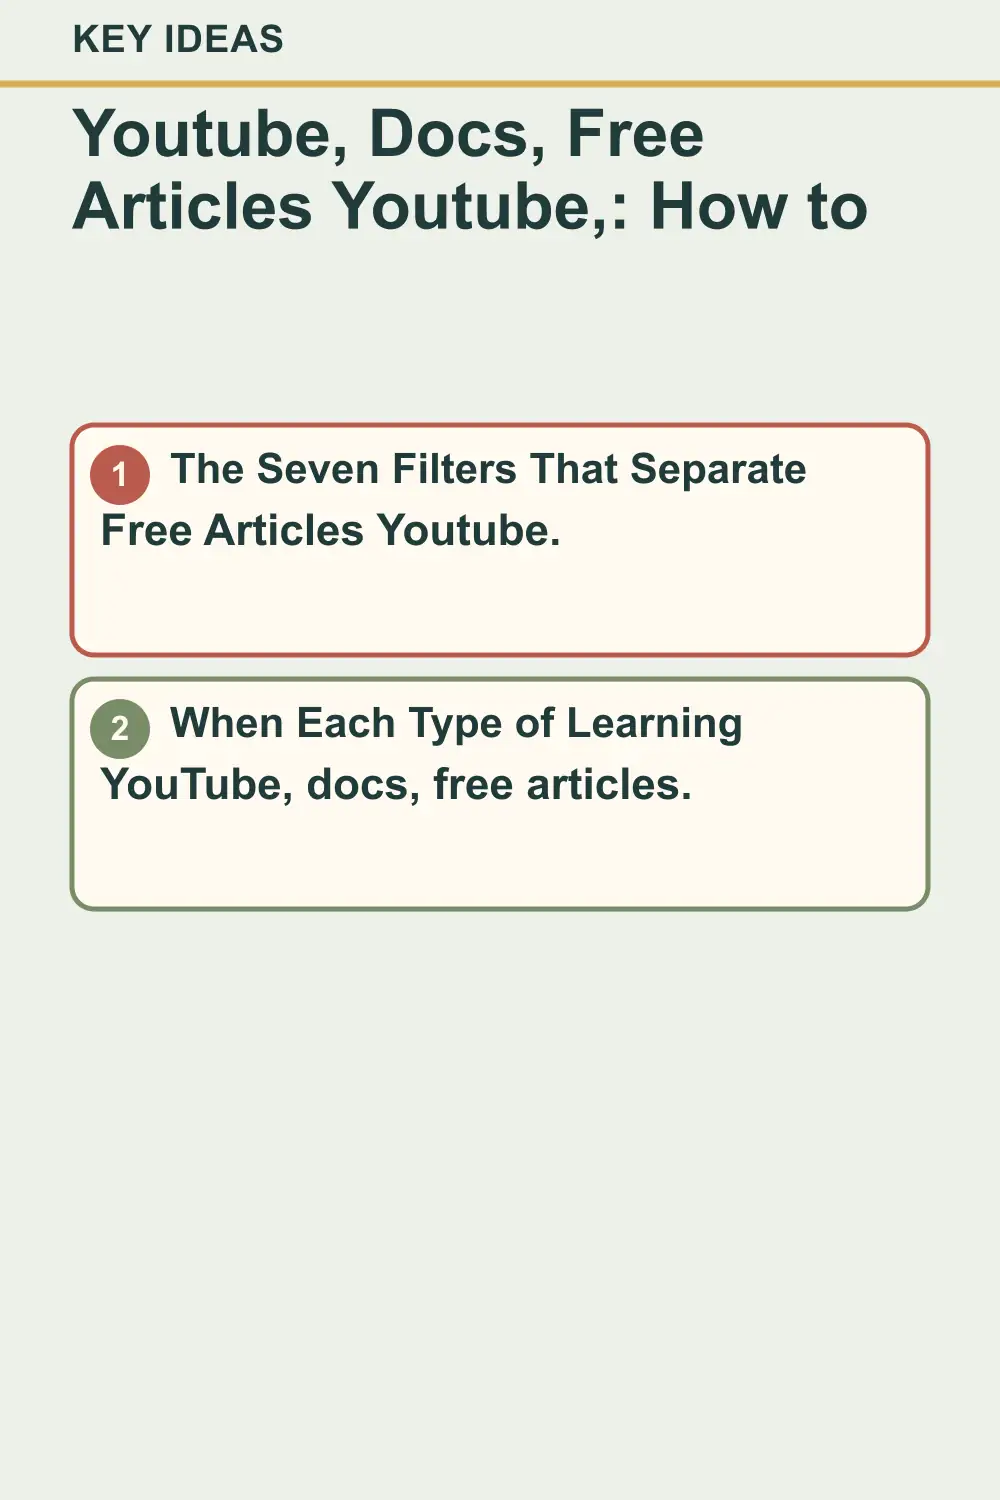 KEY IDEAS
Youtube, Docs, Free
Articles Youtube,: How to
1 The Seven Filters That Separate
Free Articles Youtube.
2 When Each Type of Learning
YouTube, docs, free articles.